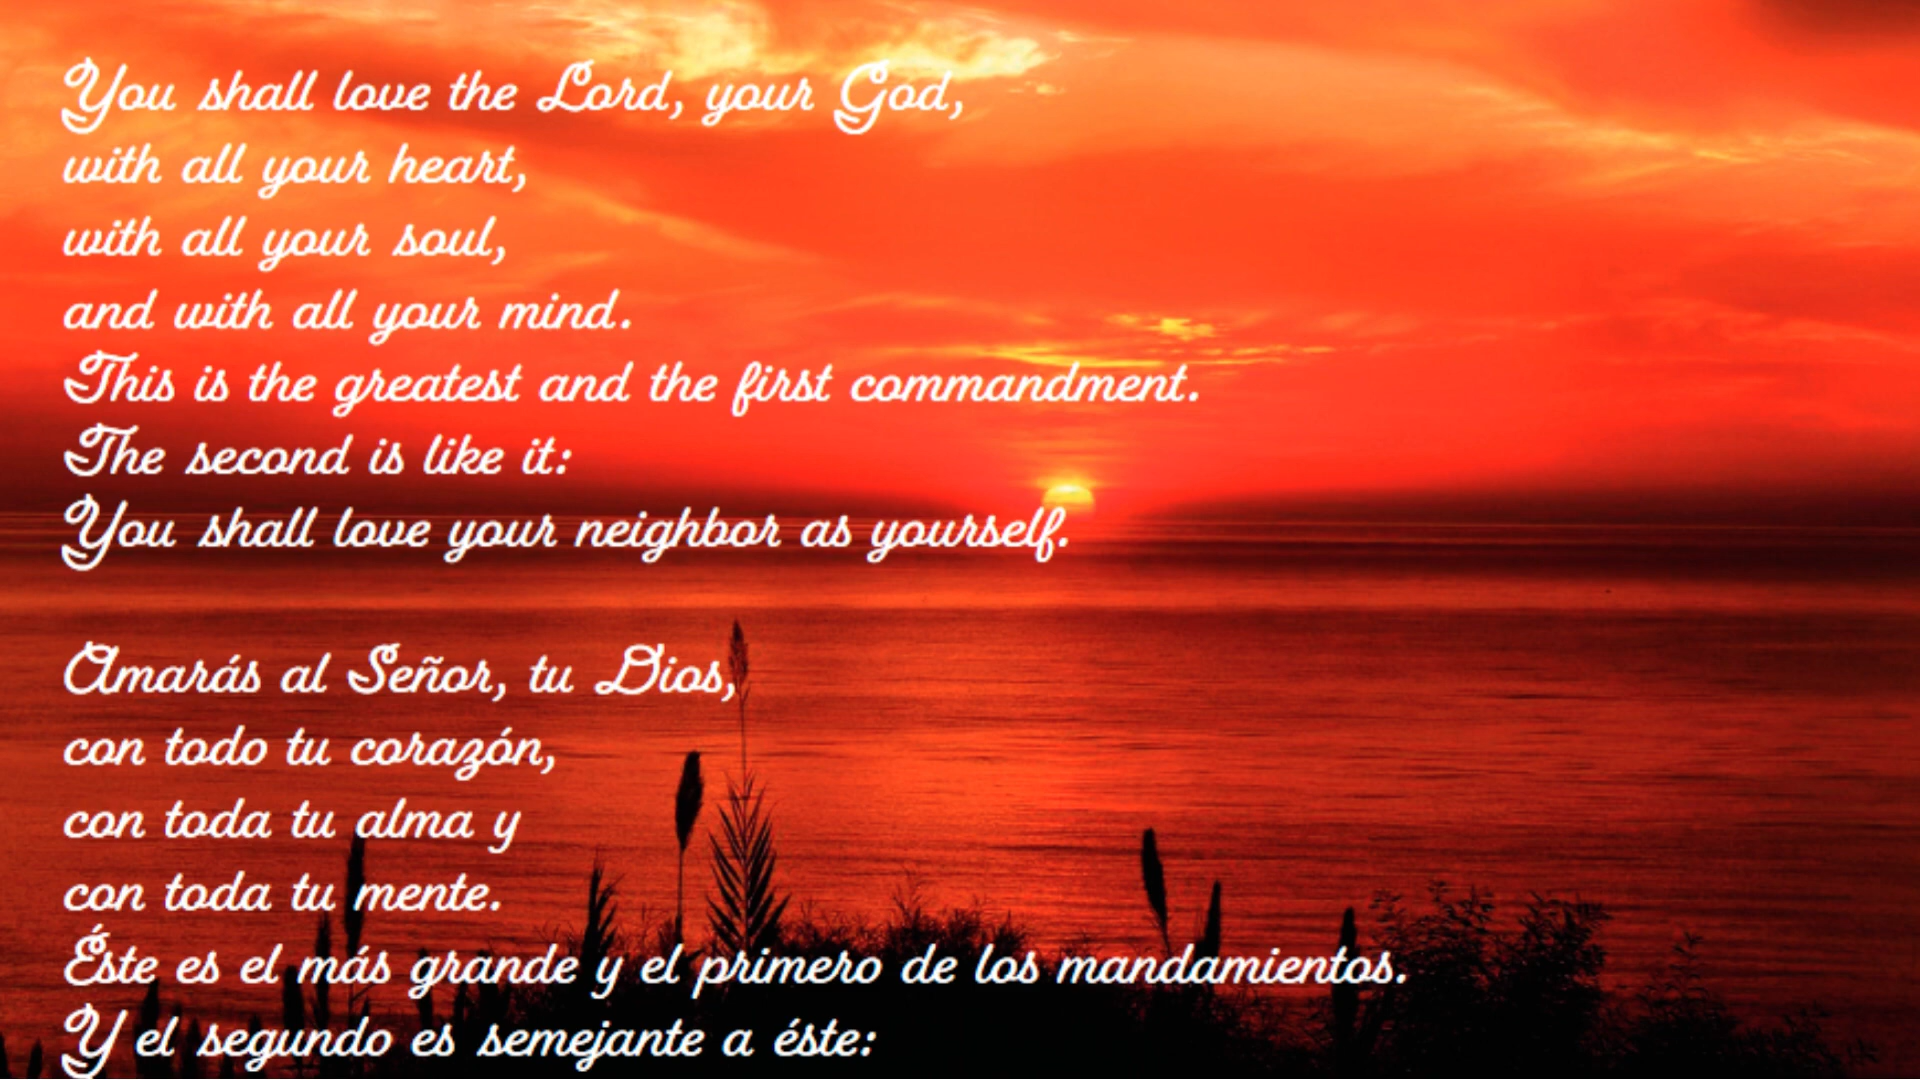 You shall love the Lord, your God,
with all your heart,
with all your soul,
and with all your mind.
This is the greatest and the first commandment.
The second is like it:
You shall love your neighbor as yourself.
Amarás al Señor, tu Dios,
con todo tu corazón,
con toda tu alma y
con toda tu mente.
Éste es el más grande y el primero de los mandamientos.
Y el segundo es semejante a éste: